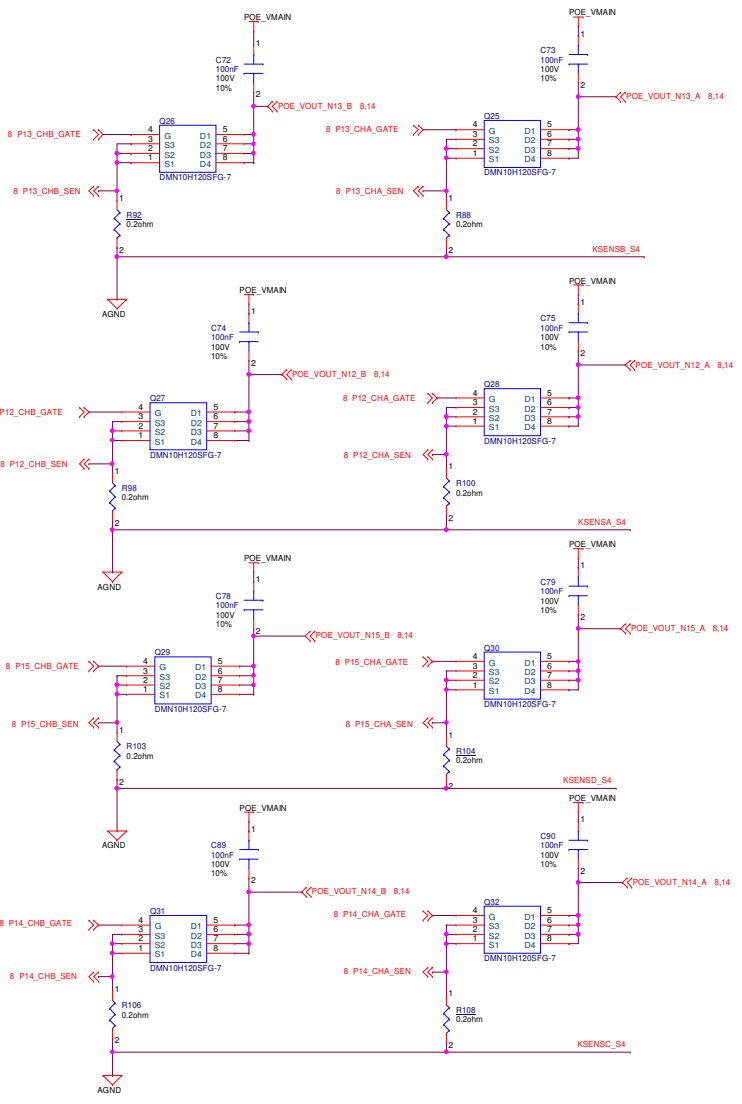 POE_VMAIN
1
C72
100nF
100V
10%
2
POE_VOUT_N13_B 8,14
Q26
8 P13_CHB_GATE
4 G D1 5
3 S3 D2 6
2 S2 D3 7
1 S1 D4 8
DMN10H120SFG-7
8 P13_CHB_SEN
1
R92
0.2ohm
2
AGND
POE_VMAIN
1
C73
100nF
100V
10%
2
POE_VOUT_N13_A 8,14
Q25
8 P13_CHA_GATE
4 G D1 5
3 S3 D2 6
2 S2 D3 7
1 S1 D4 8
DMN10H120SFG-7
8 P13_CHA_SEN
1
R88
0.2ohm
2
KSENSB_S4
POE_VMAIN
1
C74
100nF
100V
10%
2
POE_VOUT_N12_B 8,14
Q27
P12_CHB_GATE
4 G D1 5
3 S3 D2 6
2 S2 D3 7
1 S1 D4 8
DMN10H120SFG-7
8 P12_CHB_SEN
1
R98
0.2ohm
2
AGND
POE_VMAIN
1
C75
100nF
100V
10%
2
POE_VOUT_N12_A 8,14
Q28
8 P12_CHA_GATE
4 G D1 5
3 S3 D2 6
2 S2 D3 7
1 S1 D4 8
DMN10H120SFG-7
8 P12_CHA_SEN
1
R100
0.2ohm
2
KSENSA_S4
POE_VMAIN
1
C78
100nF
100V
10%
2
POE_VOUT_N15_B 8,14
Q29
8 P15_CHB_GATE
4 G D1 5
3 S3 D2 6
2 S2 D3 7
1 S1 D4 8
DMN10H120SFG-7
8 P15_CHB_SEN
1
R103
0.2ohm
2
AGND
POE_VMAIN
1
C79
100nF
100V
10%
2
POE_VOUT_N15_A 8,14
Q30
8 P15_CHA_GATE
4 G D1 5
3 S3 D2 6
2 S2 D3 7
1 S1 D4 8
DMN10H120SFG-7
8 P15_CHA_SEN
1
R104
0.2ohm
2
KSENSD_S4
POE_VMAIN
1
C89
100nF
100V
10%
2
POE_VOUT_N14_B 8,14
Q31
8 P14_CHB_GATE
4 G D1 5
3 S3 D2 6
2 S2 D3 7
1 S1 D4 8
DMN10H120SFG-7
8 P14_CHB_SEN
1
R106
0.2ohm
2
AGND
POE_VMAIN
1
C90
100nF
100V
10%
2
POE_VOUT_N14_A 8,14
Q32
8 P14_CHA_GATE
4 G D1 5
3 S3 D2 6
2 S2 D3 7
1 S1 D4 8
DMN10H120SFG-7
8 P14_CHA_SEN
1
R108
0.2ohm
2
KSENSC_S4